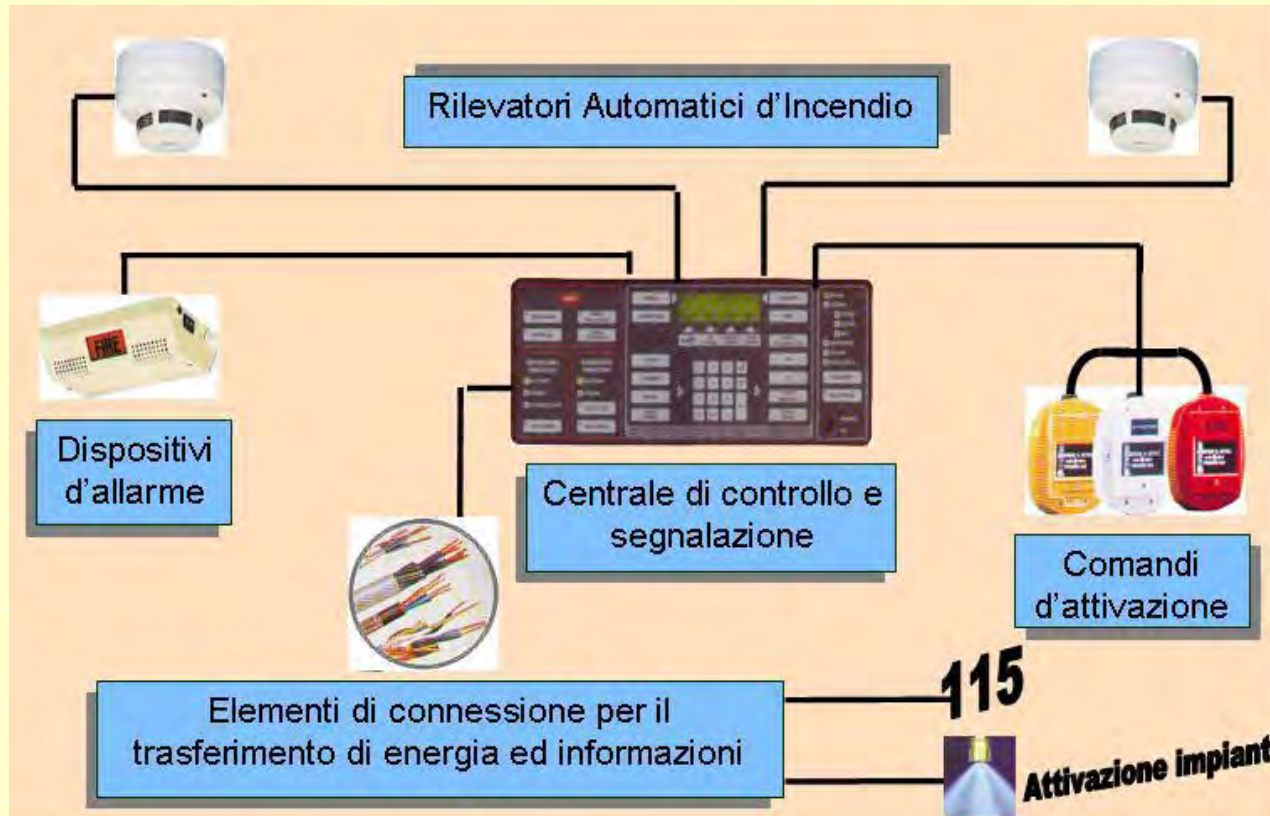 Rilevatori Automatici d'Incendio
FIRE
Dispositivi
d'allarme
Centrale di controllo e
segnalazione
Comandi
d'attivazione
Elementi di connessione per il
trasferimento di energia ed informazioni
115
Attivazione impiant